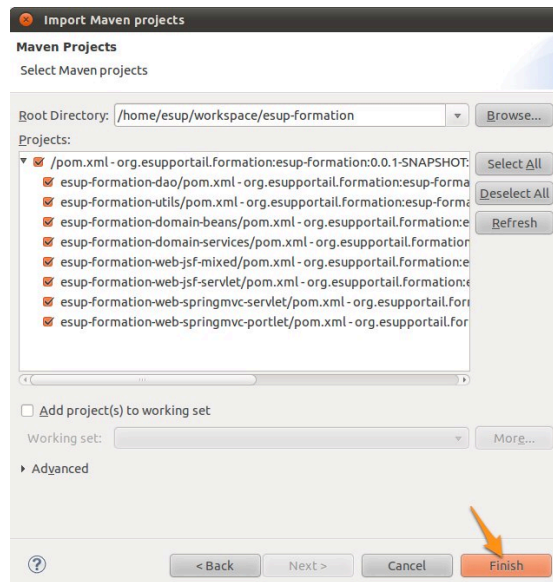 Import Maven projects
Maven Projects
Select Maven projects
Root Directory: /home/esup/workspace/esup-formation Browse...
Projects:
/pom.xml - org.esupportail.formation:esup-formation:0.0.1-SNAPSHOT: Select All
esup-formation-dao/pom.xml - org.esupportail.formation:esup-forma
Deselect All
esup-formation-utils/pom.xml - org.esupportail.formation:esup-forma
esup-formation-domain-beans/pom.xml - org.esupportail.formation:e Refresh
esup-formation-domain-services/pom.xml - org.esupportail.formation
esup-formation-web-jsf-mixed/pom.xml - org.esupportail.formation:e
esup-formation-web-jsf-servlet/pom.xml - org.esupportail.formation:e
esup-formation-web-springmvc-servlet/pom.xml - org.esupportail.for
esup-formation-web-springmvc-portlet/pom.xml - org.esupportail.for
Add project(s) to working set
Working set: More...
Advanced
? < Back Next > Cancel Finish